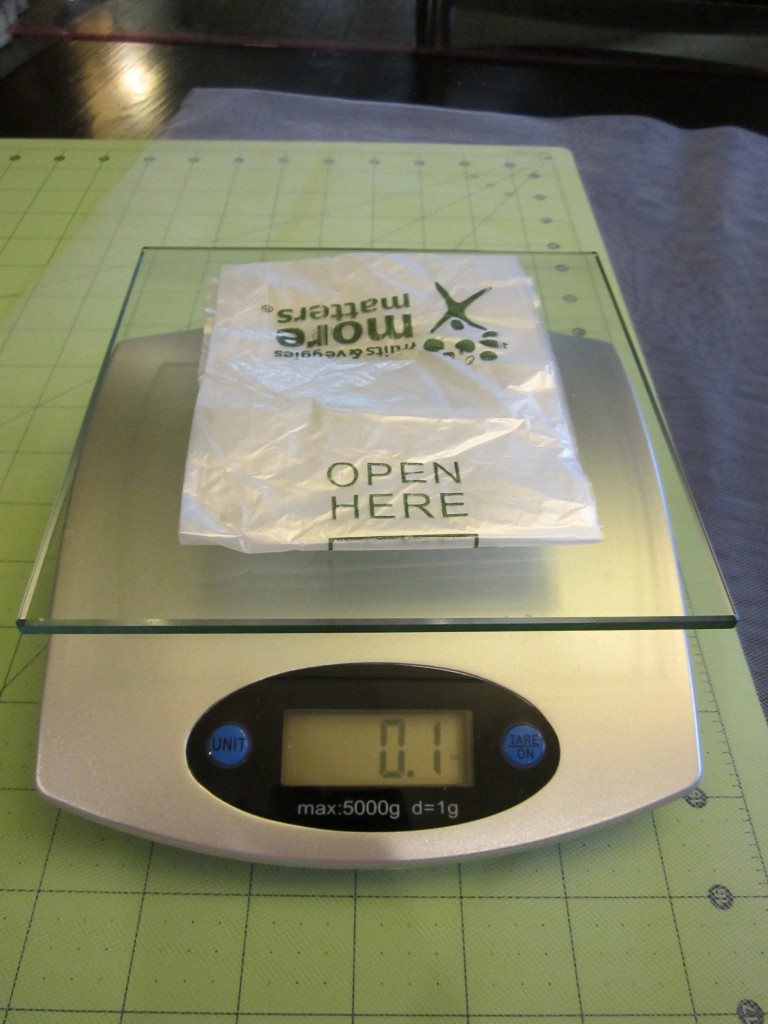 fruits&veggies
more
matters®
OPEN
HERE
UNIT
0.1
TARE
ON
max:5000g d=1g